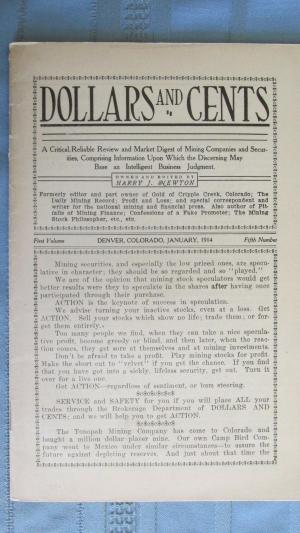 DOLLARS AND CENTS
A Critical, Reliable Review and Market Digest of Mining Companies and Secur-
ities, Comprising Information Upon Which the Discerning May
Base an Intelligent Business Judgment.
OWNED AND EDITED BY
HARRY J. NEWTON
Formerly editor and part owner of Gold of Cripple Creek, Colorado; The
Daily Mining Record; Profit and Loss; and special correspondent and
writer for the national mining and financial press. Also author of Pit-
falls of Mining Finance; Confessions of a Fake Promoter; The Mining
Stock Philosopher, etc., etc.
First Volume DENVER, COLORADO, JANUARY, 1914 Fifth Number
Mining securities, and especially the low priced ones, are specu-
lative in character; they should be so regarded and so "played."
We are of the opinion that mining stock speculators would get
better results were they to speculate in the shares after having once
participated through their purchase.
ACTION is the keynote of success in speculation.
We advise turning your inactive stocks, even at a loss. Get
ACTION. Sell your stocks which show no life; trade them; or for-
get them entirely.
Too many people we find, when they can take a nice specula-
tive profit, become greedy or blind, and then later, when the reac-
tion comes, they get sore at themselves and at mining investments.
Don't be afraid to take a profit. Play mining stocks for profit.
Make the short cut to "velvet" if you get the chance. If you find
that you have got into a sickly, lifeless security, get out. Turn it
over for a live one.
Get ACTION—regardless of sentiment, or bum steering.
SERVICE and SAFETY for you if you will place ALL your
trades through the Brokerage Department of DOLLARS AND
CENTS; and we will help you to get ACTION.
The Tonopah Mining Company has come to Colorado and
bought a million dollar placer mine. Our own Camp Bird Com-
pany went to Mexico under similar circumstances—to assure the
future against depleting reserves. And just about that time the